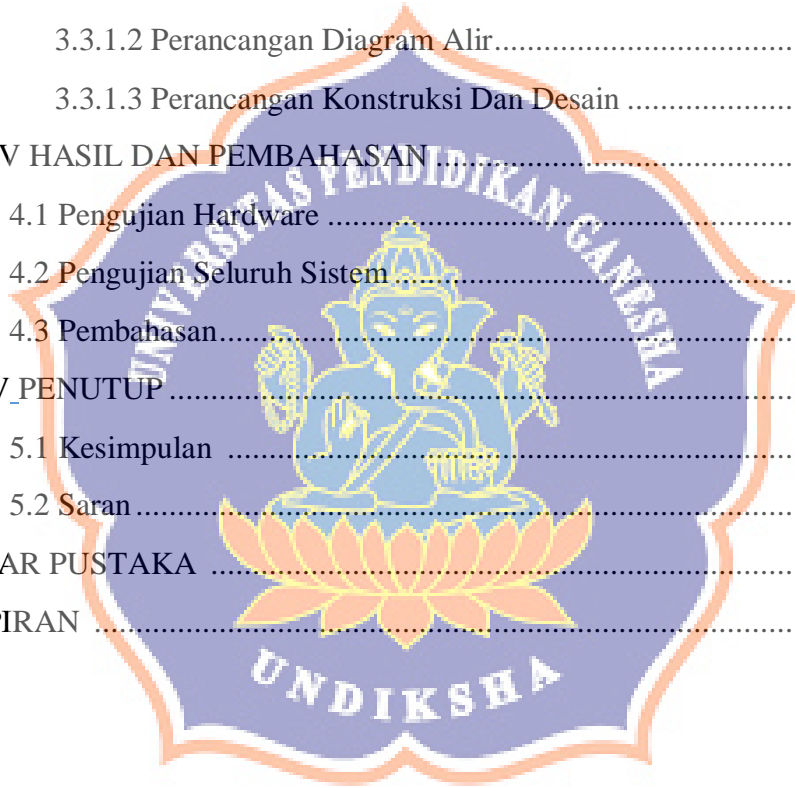 3.3.1.2 Perancangan Diagram Alir....................................
3.3.1.3 Perancangan Konstruksi Dan Desain ....................
V HASIL DAN PEMBAHASAN ............................................
4.1 Pengujian Hardware .........................................................
4.2 Pengujian Seluruh Sistem.................................................
4.3 Pembahasan......................................................................
V PENUTUP ............................................................................
5.1 Kesimpulan .....................................................................
5.2 Saran ................................................................................
AR PUSTAKA .......................................................................
PIRAN .....................................................................................
UNIVERSITAS PENDIDIKAN GANESHA
UNDIKSHA